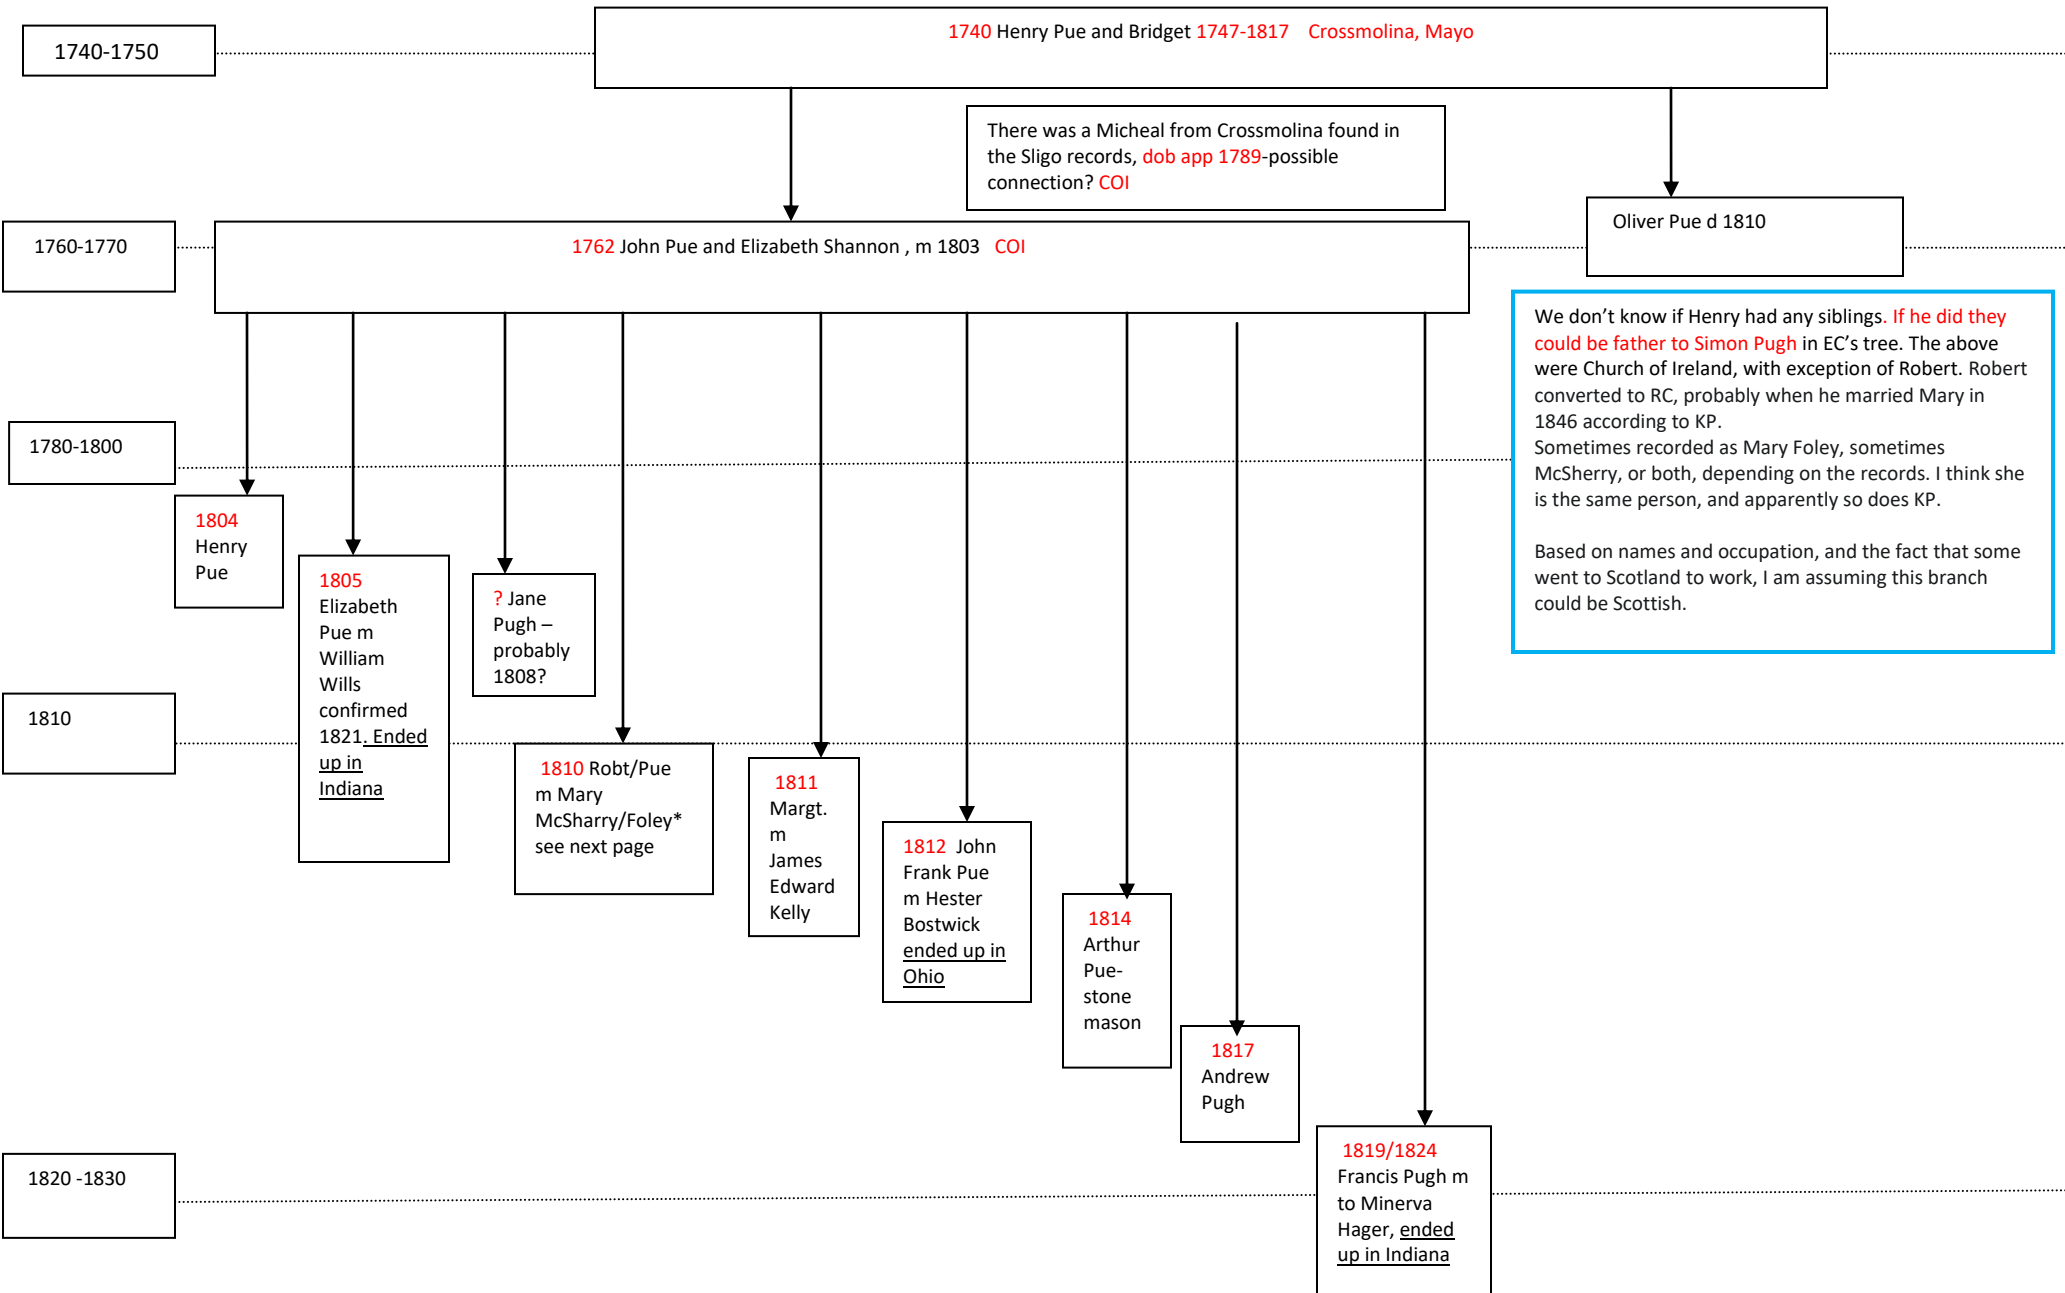 1740-1750
1740 Henry Pue and Bridget 1747-1817 Crossmolina, Mayo
There was a Micheal from Crossmolina found in
the Sligo records, dob app 1789-possible
connection? COI
Oliver Pue d 1810
1760-1770
1762 John Pue and Elizabeth Shannon , m 1803 COI
We don’t know if Henry had any siblings. If he did they
could be father to Simon Pugh in EC’s tree. The above
were Church of Ireland, with exception of Robert. Robert
converted to RC, probably when he married Mary in
1846 according to KP.
Sometimes recorded as Mary Foley, sometimes
McSherry, or both, depending on the records. I think she
is the same person, and apparently so does KP.
Based on names and occupation, and the fact that some
went to Scotland to work, I am assuming this branch
could be Scottish.
1780-1800
1804
Henry
Pue
1805
Elizabeth
Pue m
William
Wills
confirmed
1821. Ended
up in
Indiana
? Jane
Pugh –
probably
1808?
1810
1810 Robt/Pue
m Mary
McSharry/Foley*
see next page
1811
Margt.
m
James
Edward
Kelly
1812 John
Frank Pue
m Hester
Bostwick
ended up in
Ohio
1814
Arthur
Pue-
stone
mason
1817
Andrew
Pugh
1820 -1830
1819/1824
Francis Pugh m
to Minerva
Hager, ended
up in Indiana